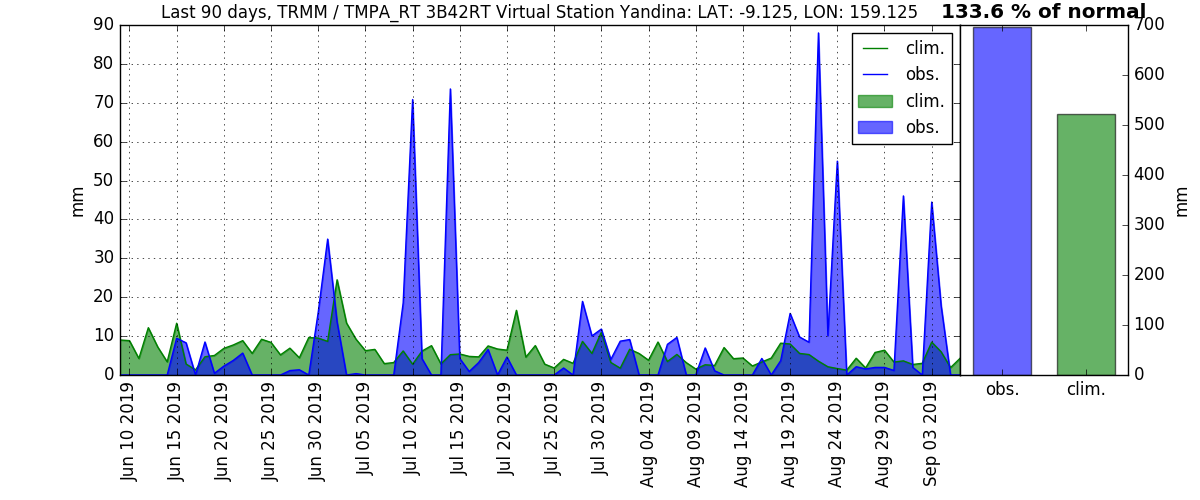 Last 90 days, TRMM / TMPA_RT 3B42RT Virtual Station Yandina: LAT: -9.125, LON: 159.125
133.6 % of normal
90
80
70
60
50
40
30
20
10
0
mm
clim.
obs.
clim.
obs.
Jun 10 2019
Jun 15 2019
Jun 20 2019
Jun 25 2019
Jun 30 2019
Jul 05 2019
Jul 10 2019
Jul 15 2019
Jul 20 2019
Jul 25 2019
Jul 30 2019
Aug 04 2019
Aug 09 2019
Aug 14 2019
Aug 19 2019
Aug 24 2019
Aug 29 2019
Sep 03 2019
700
600
500
400
300
200
100
0
mm
obs.
clim.